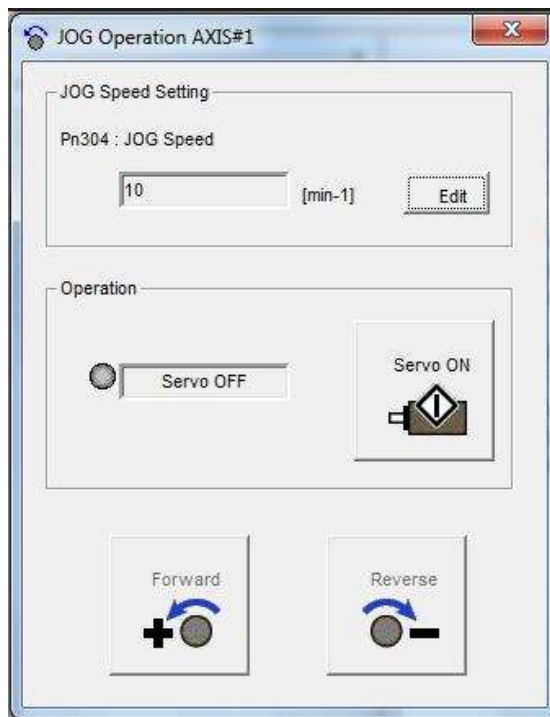 JOG Operation AXIS#1
JOG Speed Setting
Pn304 : JOG Speed
10 [min-1] Edit
Operation
Servo OFF
Servo ON
Forward Reverse